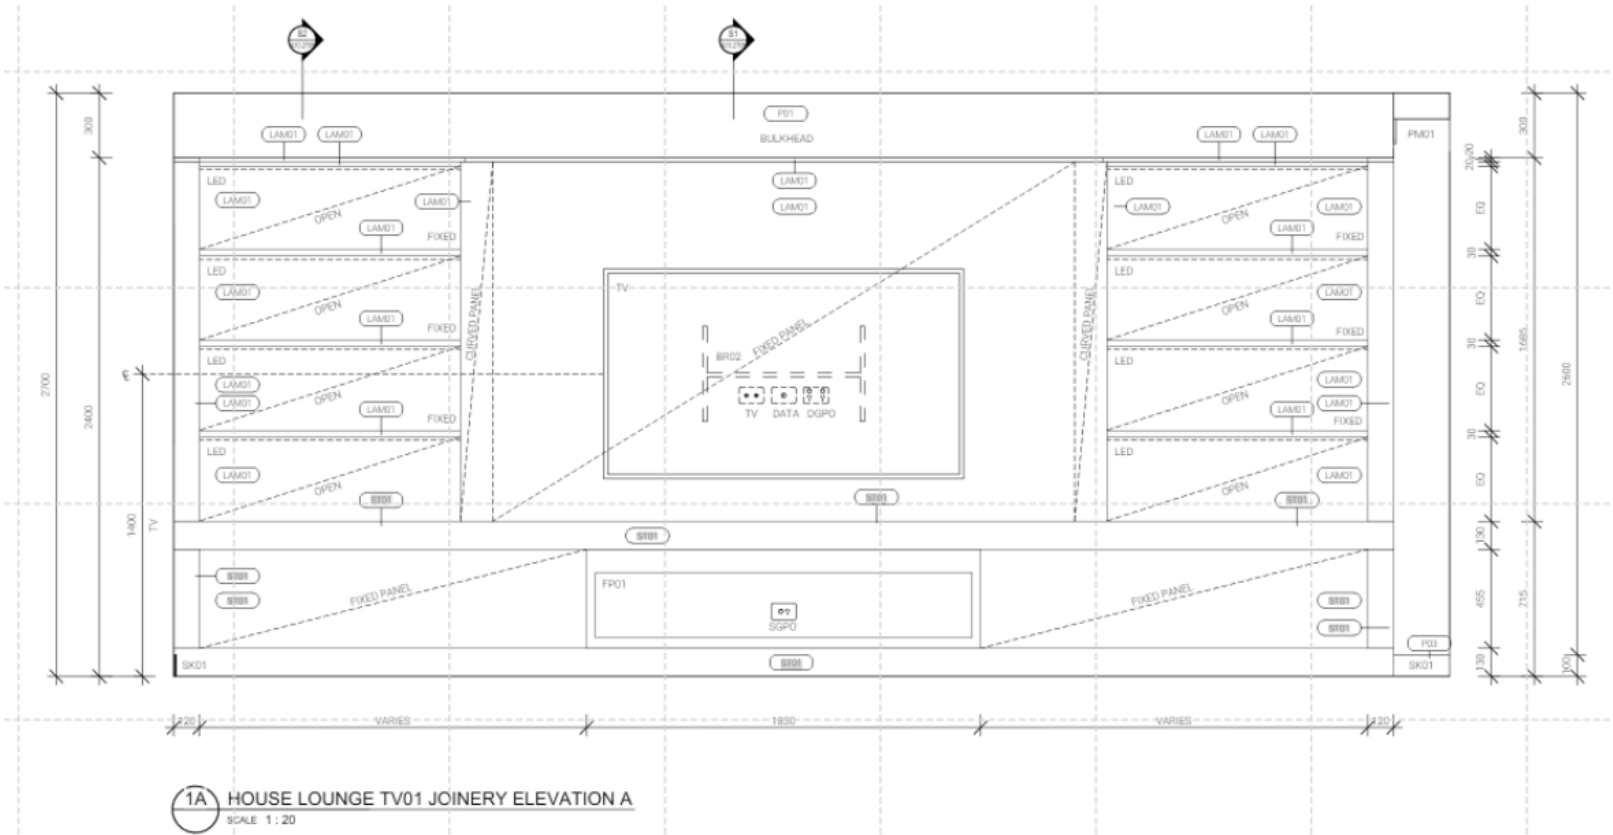 S2
S1
P01
BULKHEAD
LAM01 LAM01
LAM01 LAM01
PM01
300
300
20 20
LED
LAM01
OPEN
LAM01
LAM01
FIXED
LAM01
LAM01
LED
LAM01
LAM01
OPEN
LAM01
FIXED
EQ
30
LED
LAM01
OPEN
LAM01
FIXED
LED
LAM01
OPEN
LAM01
FIXED
EQ
30
LED
LAM01
LAM01
OPEN
LAM01
FIXED
LED
LAM01
LAM01
OPEN
LAM01
FIXED
EQ
30
LED
LAM01
OPEN
ST01
LED
LAM01
OPEN
ST01
EQ
CURVED PANEL
CURVED PANEL
TV
FIXED PANEL
BR02
TV DATA DGPO
ST01
ST01
2700
2400
1400
TV
1685
2600
130
ST01
ST01
FIXED PANEL
FP01
SGPO
FIXED PANEL
ST01
ST01
455
715
SK01
ST01
P03
SK01
130
100
120 VARIES 1830 VARIES 120
1A HOUSE LOUNGE TV01 JOINERY ELEVATION A
SCALE 1 : 20